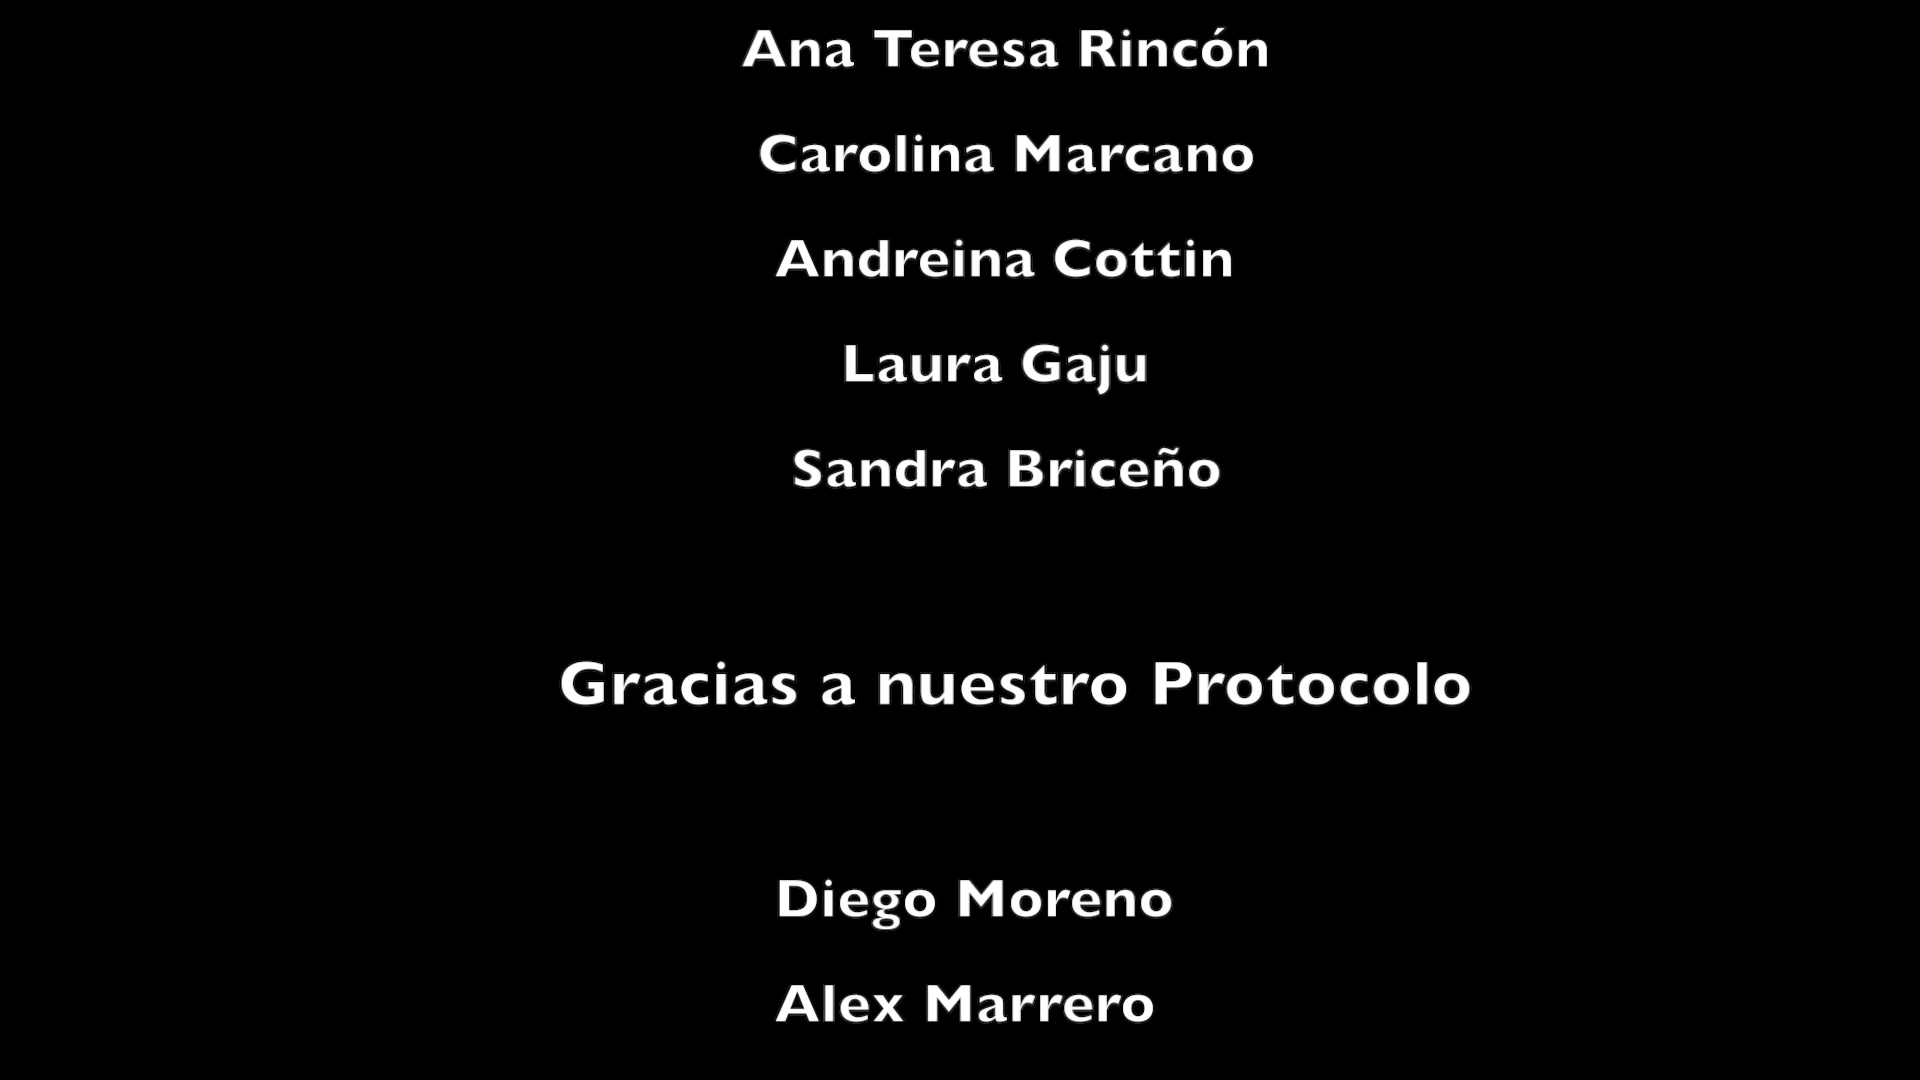 Ana Teresa Rincón
Carolina Marcano
Andreina Cottin
Laura Gaju
Sandra Briceño
Gracias a nuestro Protocolo
Diego Moreno
Alex Marrero